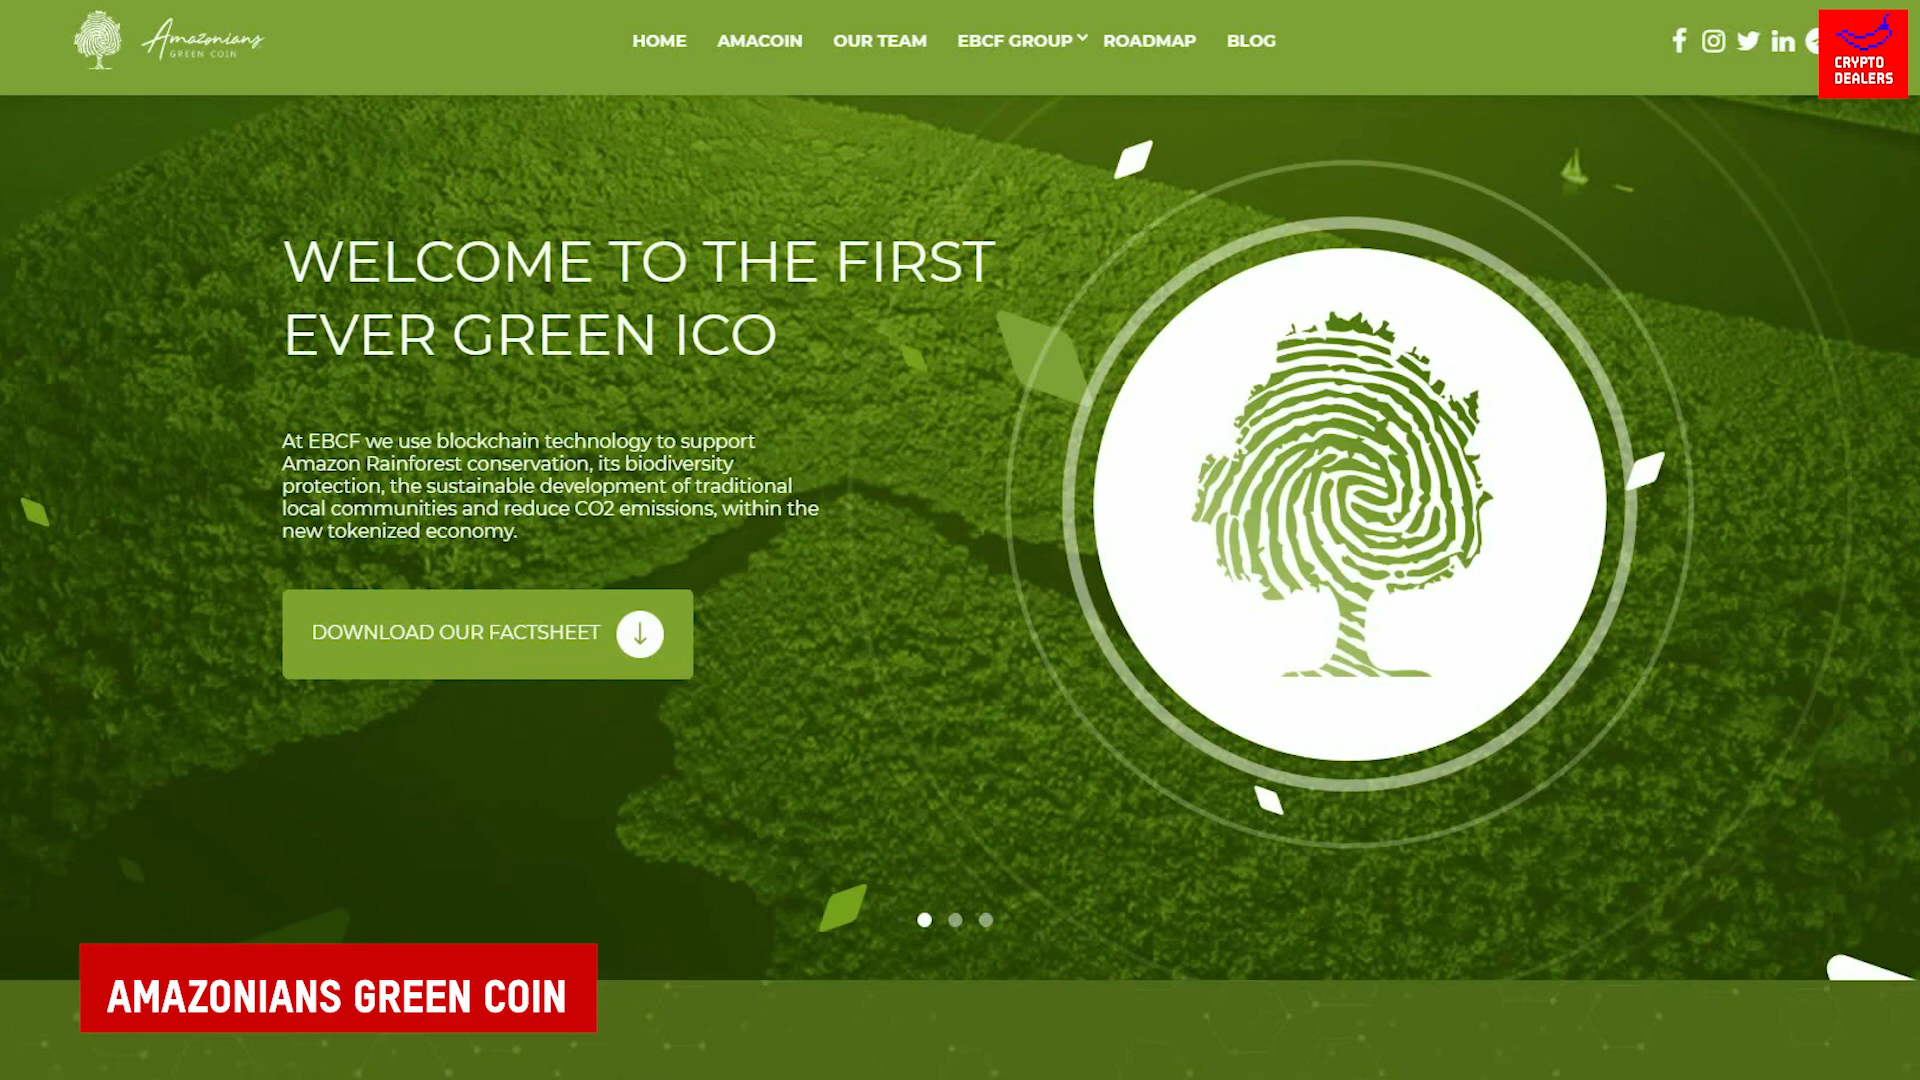 Amazonians
GREEN COIN
HOME AMACOIN OUR TEAM EBCF GROUP ROADMAP BLOG
CRYPTO
DEALERS
WELCOME TO THE FIRST
EVER GREEN ICO
At EBCF we use blockchain technology to support
Amazon Rainforest conservation, its biodiversity
protection, the sustainable development of traditional
local communities and reduce CO2 emissions, within the
new tokenized economy.
DOWNLOAD OUR FACTSHEET
AMAZONIANS GREEN COIN